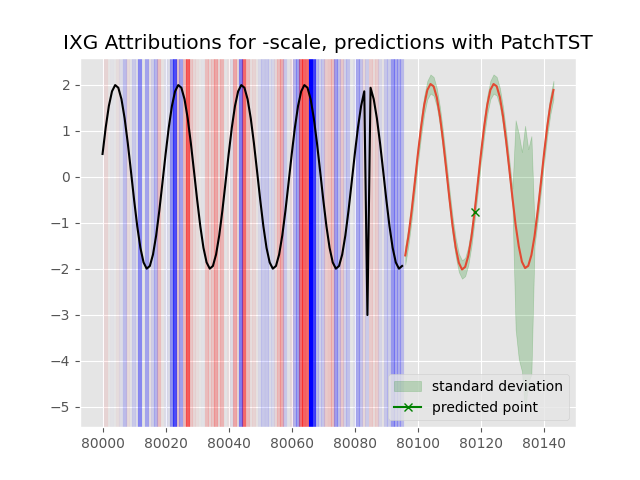 IXG Attributions for -scale, predictions with PatchTST
2
1
0
−1
−2
−3
−4
−5
standard deviation
predicted point
80000 80020 80040 80060 80080 80100 80120 80140